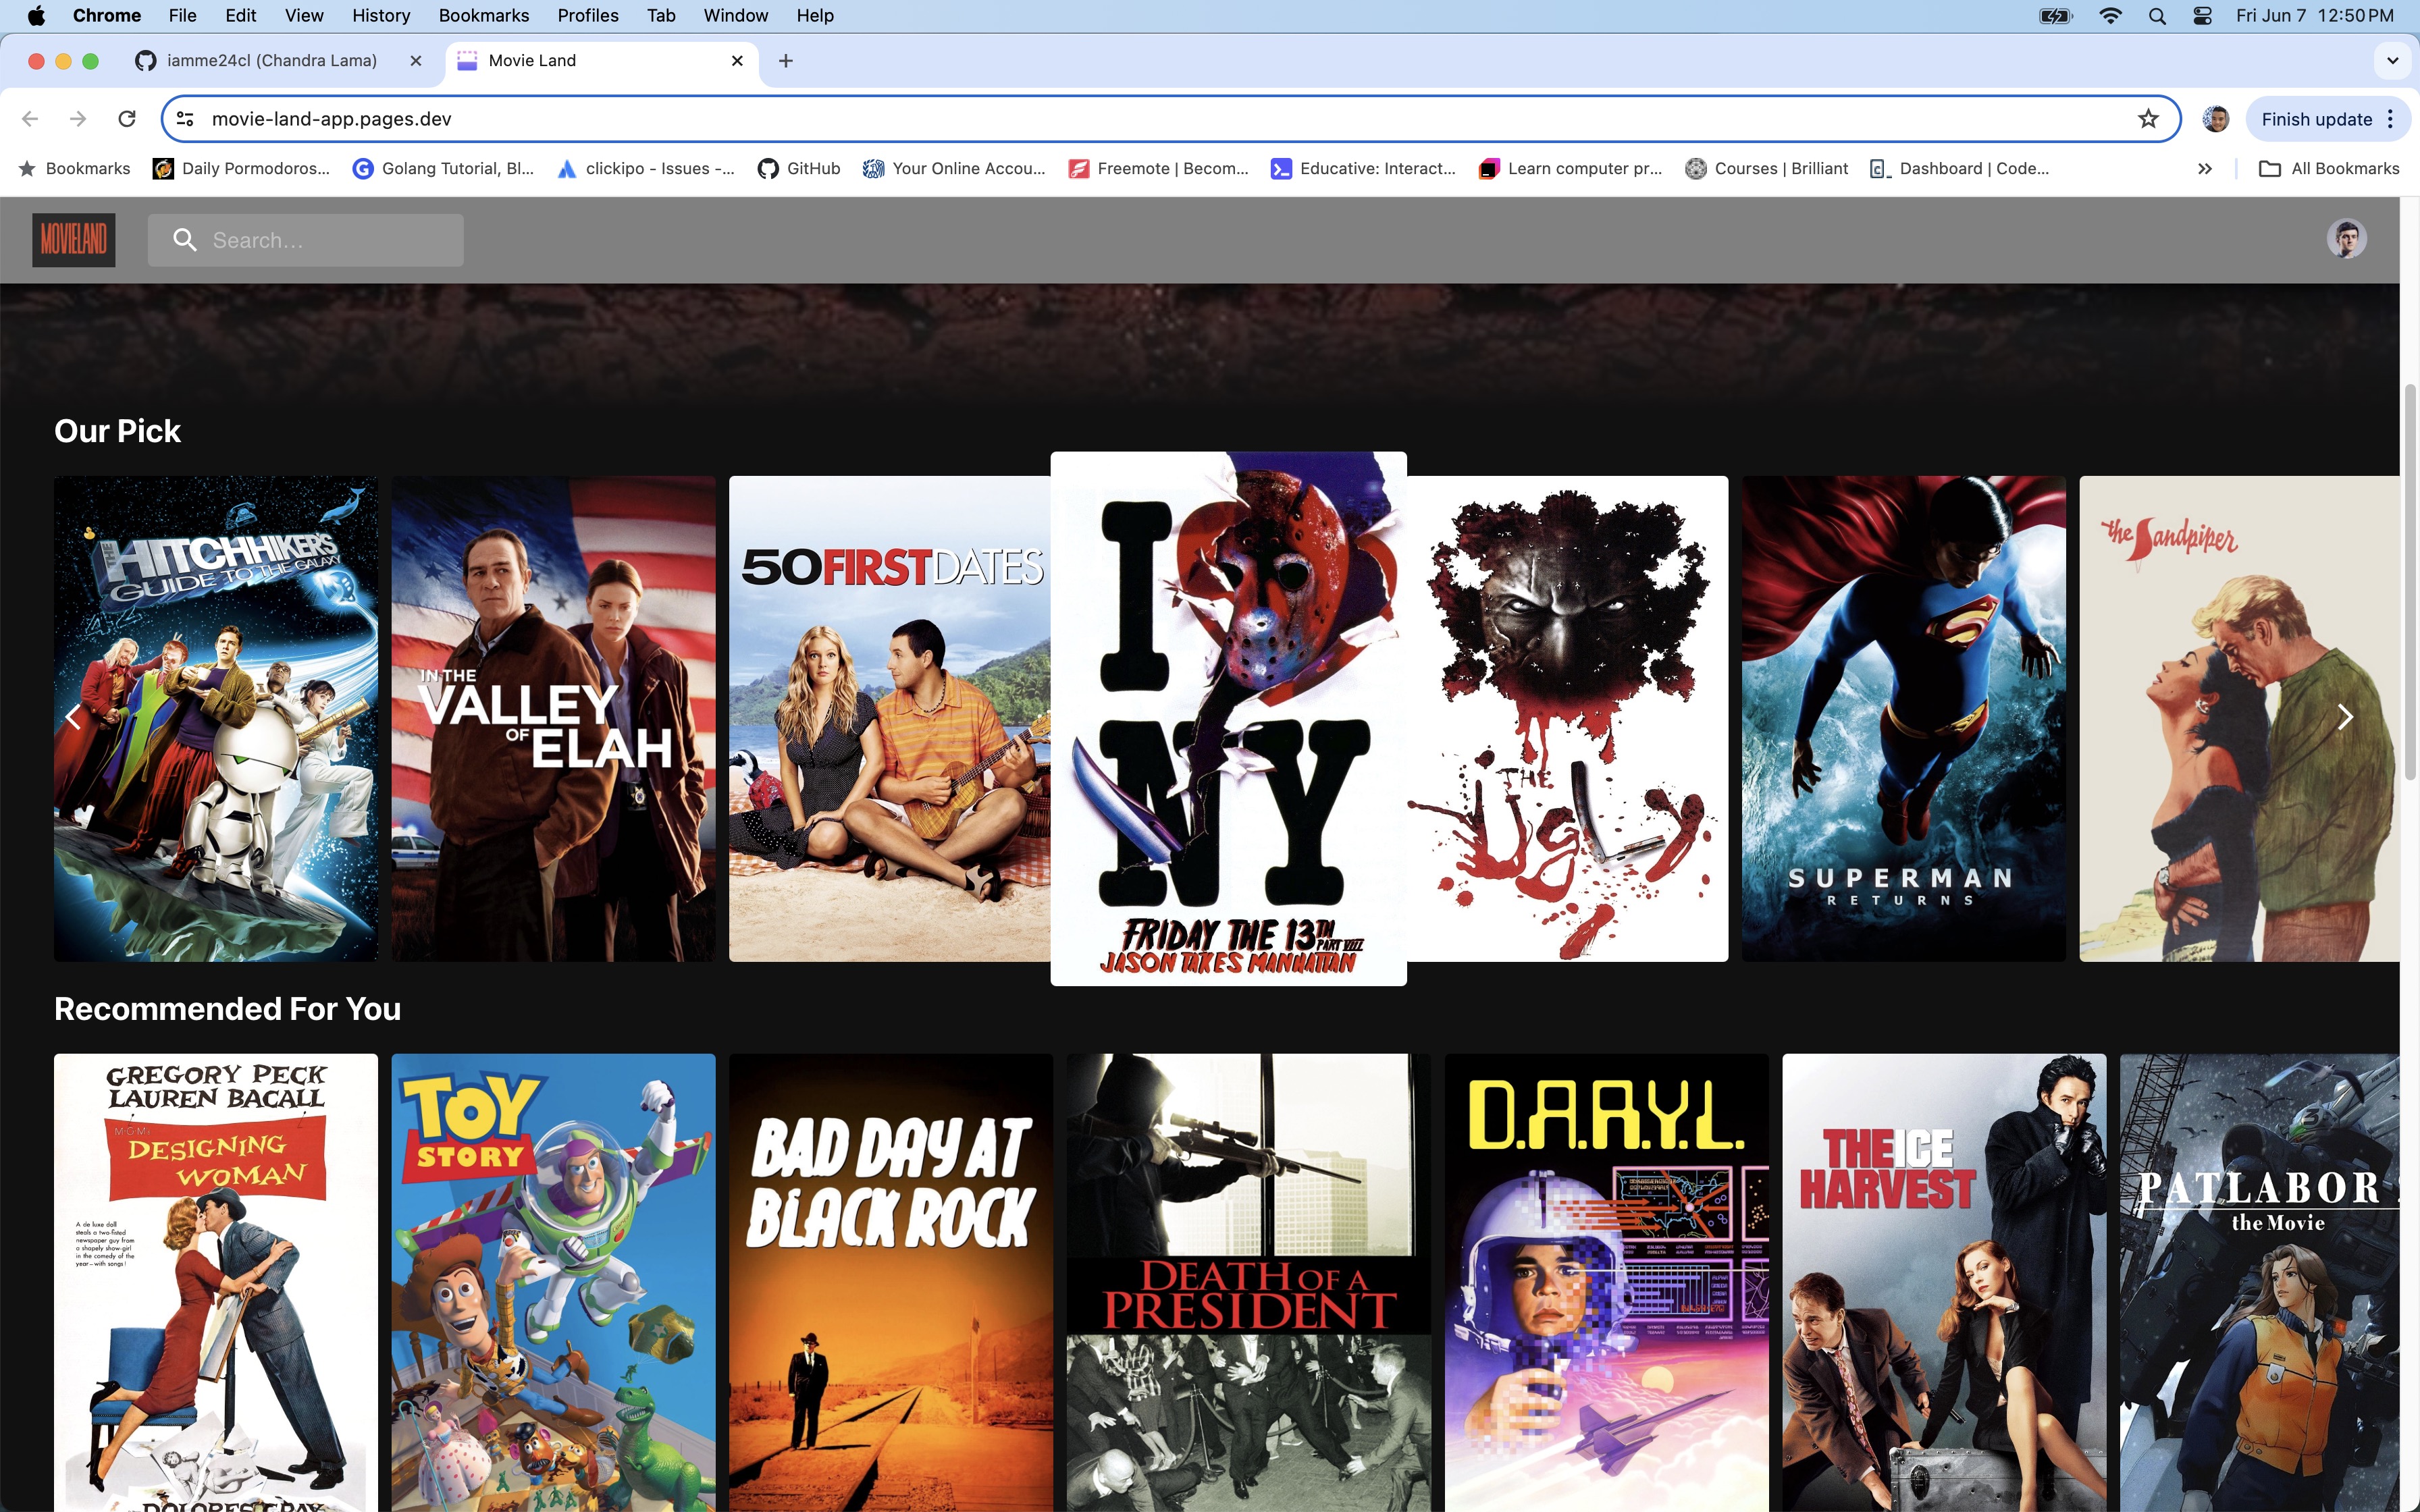 Chrome File Edit View History Bookmarks Profiles Tab Window Help Fri Jun 7 12:50 PM
iamme24cl (Chandra Lama) Movie Land
movie-land-app.pages.dev Finish update
Bookmarks Daily Pormodoros... Golang Tutorial, Bl... clickipo - Issues -... GitHub Your Online Accou... Freemote | Becom... Educative: Interact... Learn computer pr... Courses | Brilliant Dashboard | Code... All Bookmarks
MOVIELAND Search...
Our Pick
THE HITCHHIKER'S
GUIDE TO THE GALAXY
IN THE
VALLEY
OF ELAH
50 FIRST DATES
I
NY
FRIDAY THE 13TH
PART VIII
JASON TAKES MANHATTAN
THE
UgLy
SUPERMAN
RETURNS
the Sandpiper
Recommended For You
GREGORY PECK
LAUREN BACALL
M-G-M's
DESIGNING
WOMAN
A de luxe doll
steals a two-fisted
newspaper guy from
a shapely show-girl
in the comedy of the
year—with songs!
DOLORES GRAY
TOY
STORY
BAD DAY AT
BLACK ROCK
DEATH OF A
PRESIDENT
D.A.R.Y.L.
THE ICE
HARVEST
PATLABOR
the Movie